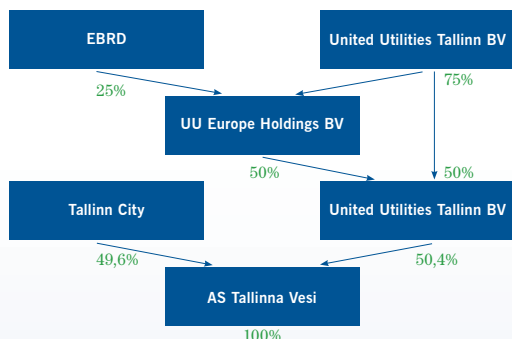 EBRD
United Utilities Tallinn BV
25%
75%
UU Europe Holdings BV
50%
50%
Tallinn City
United Utilities Tallinn BV
49,6%
50,4%
AS Tallinna Vesi
100%